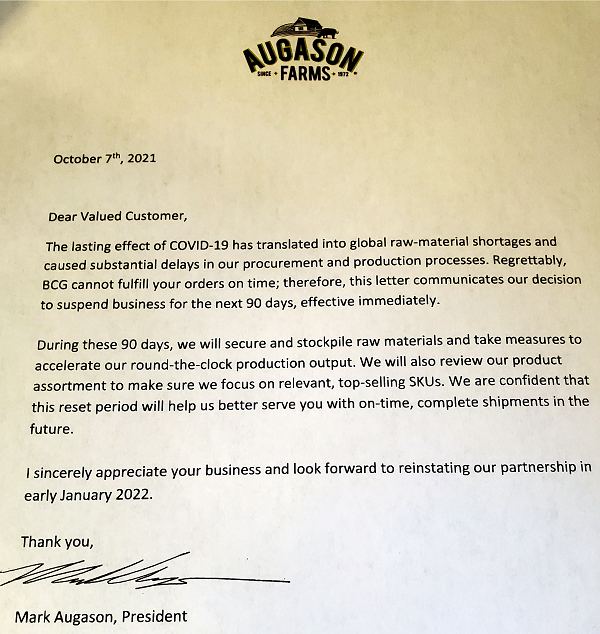 AUGASON
SINCE FARMS 1972
October 7th, 2021
Dear Valued Customer,
The lasting effect of COVID-19 has translated into global raw-material shortages and
caused substantial delays in our procurement and production processes. Regrettably,
BCG cannot fulfill your orders on time; therefore, this letter communicates our decision
to suspend business for the next 90 days, effective immediately.
During these 90 days, we will secure and stockpile raw materials and take measures to
accelerate our round-the-clock production output. We will also review our product
assortment to make sure we focus on relevant, top-selling SKUs. We are confident that
this reset period will help us better serve you with on-time, complete shipments in the
future.
I sincerely appreciate your business and look forward to reinstating our partnership in
early January 2022.
Thank you,
Mark Augason, President